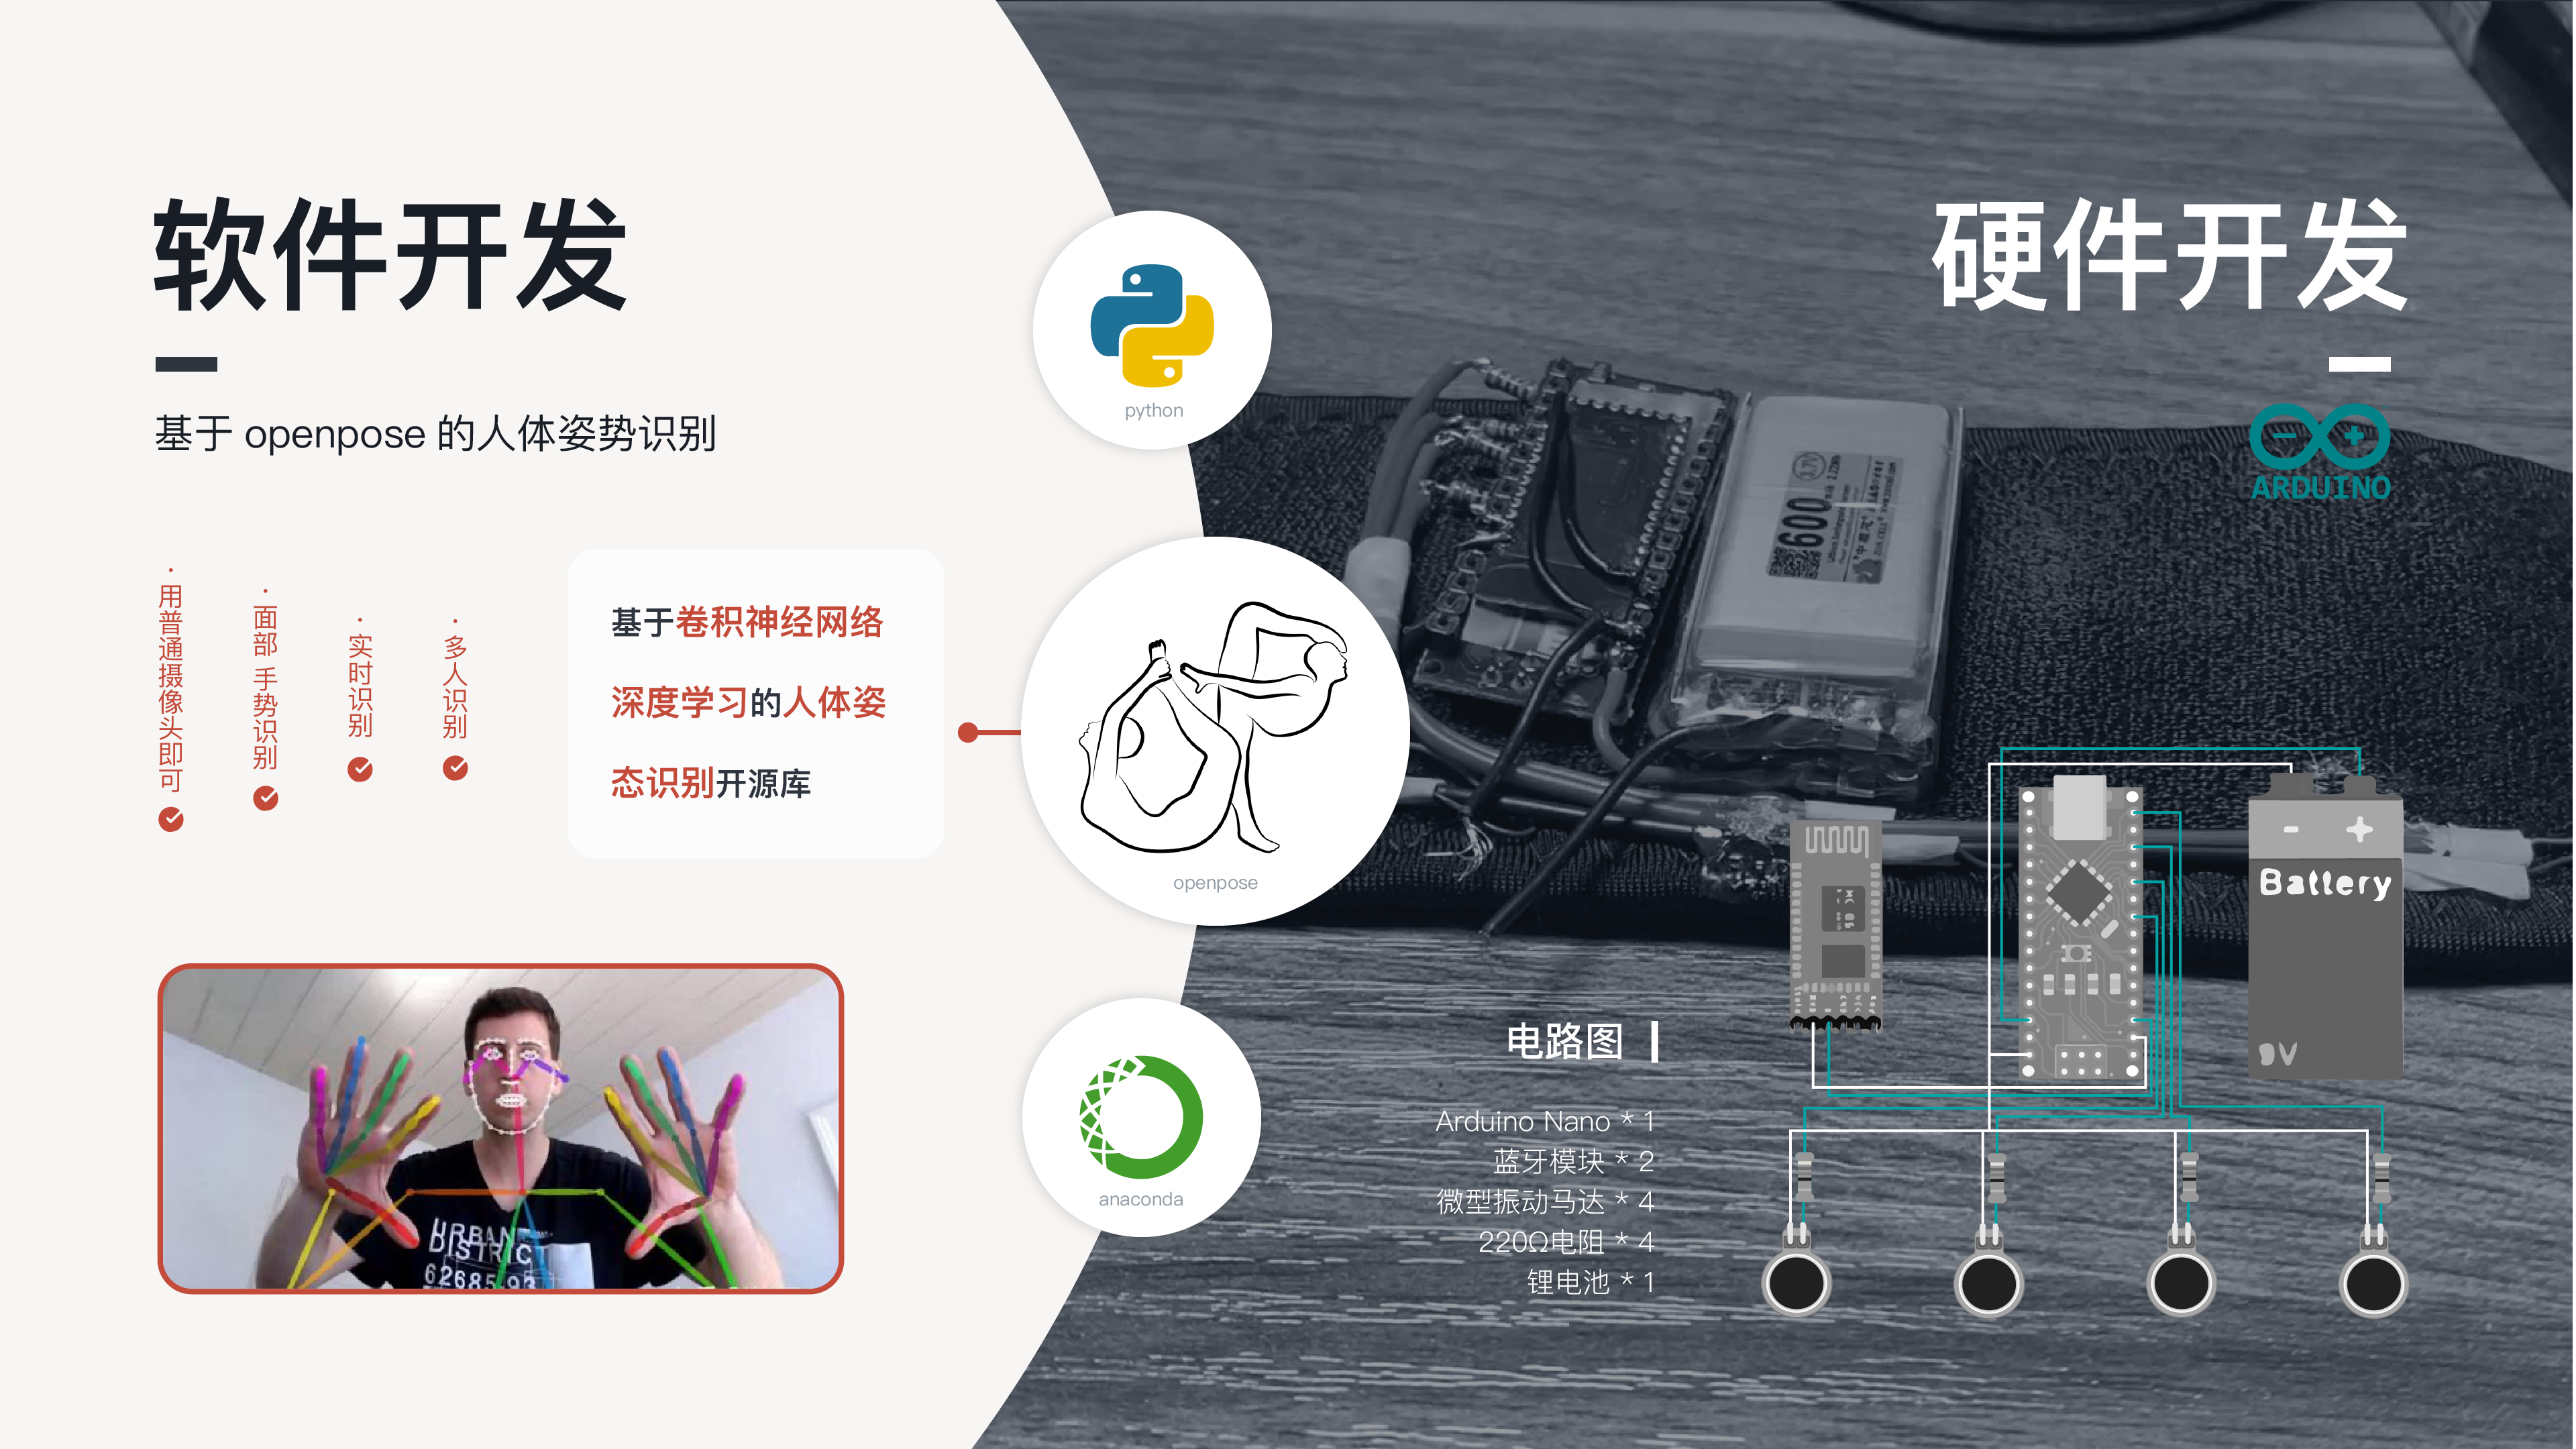 软件开发
基于 openpose 的人体姿势识别
· 用普通摄像头即可
· 面部 手势识别
· 实时识别
· 多人识别
基于卷积神经网络
深度学习的人体姿
态识别开源库
URBAN
DISTRICT
python
openpose
anaconda
硬件开发
ARDUINO
600
电路图
Arduino Nano * 1
蓝牙模块 * 2
微型振动马达 * 4
220Ω电阻 * 4
锂电池 * 1
- +
Battery
9V